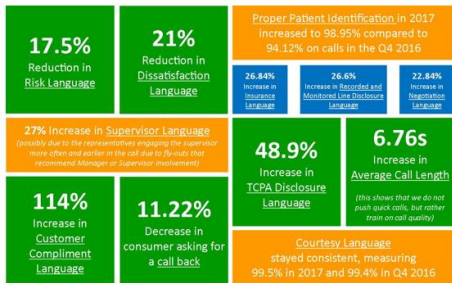 17.5%
Reduction in
Risk Language
21%
Reduction in
Dissatisfaction
Language
Proper Patient Identification in 2017
increased to 98.95% compared to
94.12% on calls in the Q4 2016
26.84%
Increase in
Insurance
Language
26.6%
Increase in Recorded and
Monitored Line Disclosure
Language
22.84%
Increase in
Negotiation
Language
27% Increase in Supervisor Language
(possibly due to the representatives engaging the supervisor
more often and earlier in the call due to fly-outs that
recommend Manager or Supervisor involvement)
48.9%
Increase in
TCPA Disclosure
Language
6.76s
Increase in
Average Call Length
(this shows that we do not
push quick calls, but rather
train on call quality)
114%
Increase in
Customer
Compliment
Language
11.22%
Decrease in
consumer asking for
a call back
Courtesy Language
stayed consistent, measuring
99.5% in 2017 and 99.4% in Q4 2016